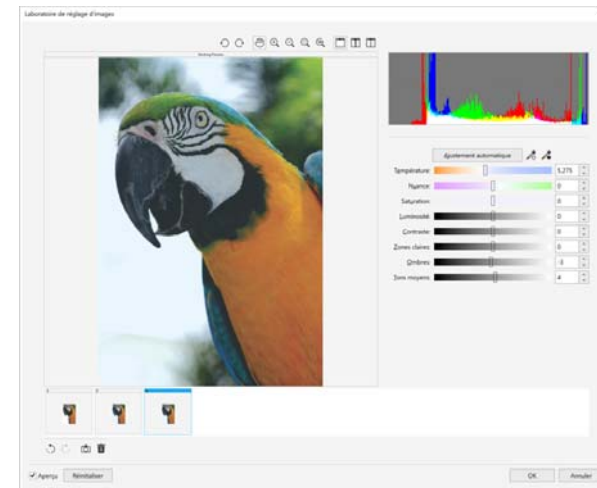 Laboratoire de réglage d'images
Ajustement automatique
Température: 5,275
Nuance: 0
Saturation: 0
Luminosité: 0
Contraste: 0
Zones claires: 0
Ombres: -3
Tons moyens: 4
Aperçu
Réinitialiser
OK
Annuler